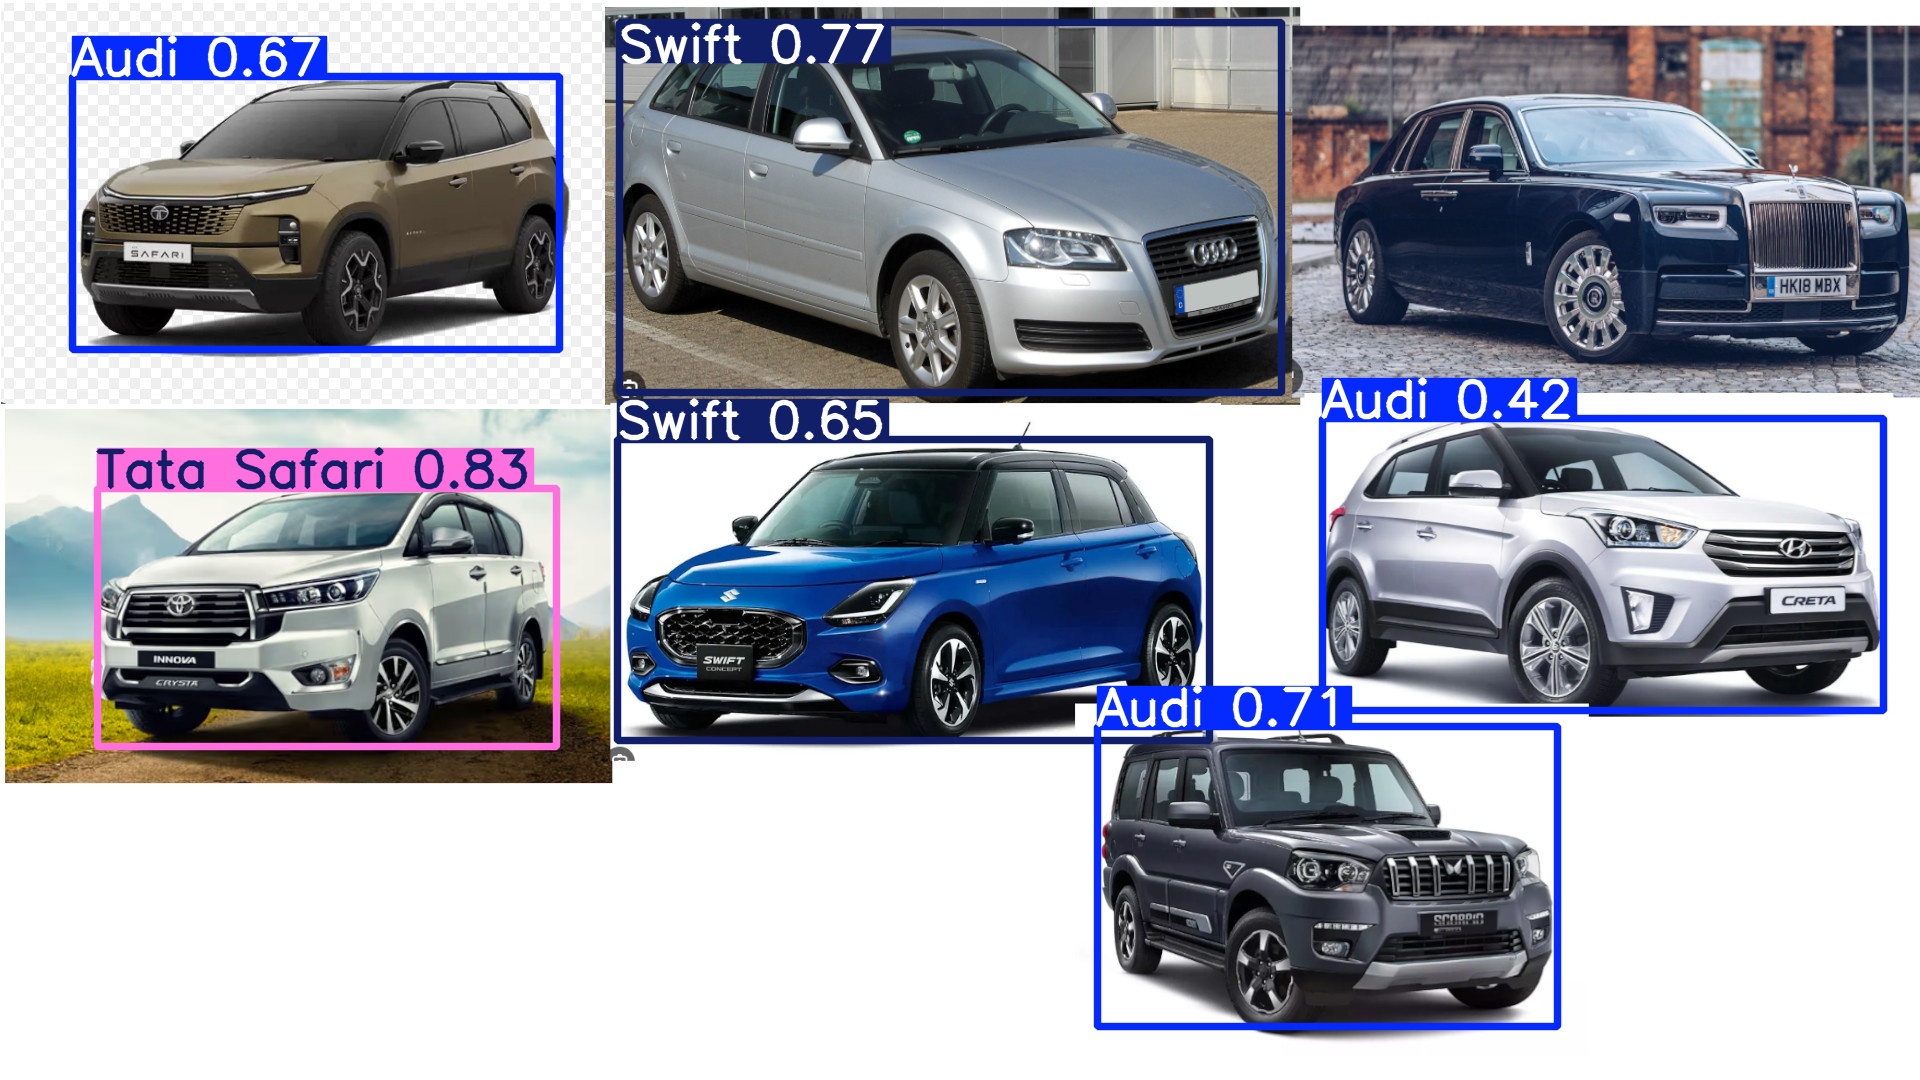 Audi 0.67
Swift 0.77
SAFARI
HK18 MBX
Tata Safari 0.83
Swift 0.65
Audi 0.42
CRETA
INNOVA
CRYSTA
SWIFT
CONCEPT
Audi 0.71
SCORPIO